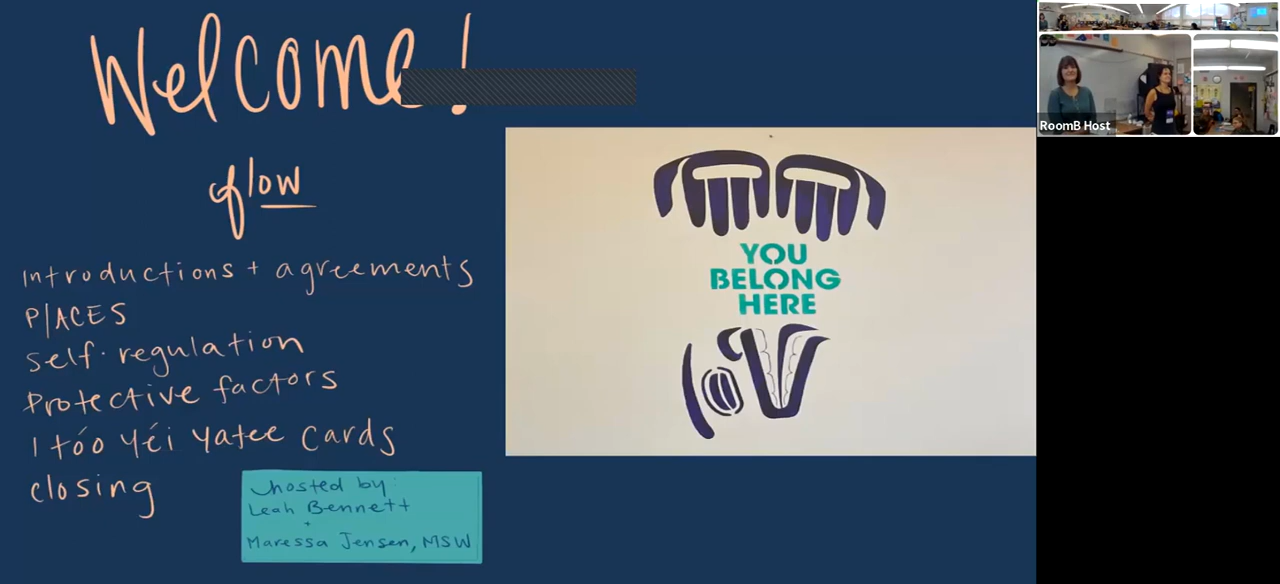 Welcome!
flow
Introductions + agreements
P/ACES
Self-regulation
Protective factors
I tóo yéi yatee cards
closing
hosted by:
Leah Bennett
+
Maressa Jensen, MSW
YOU
BELONG
HERE
RoomB Host